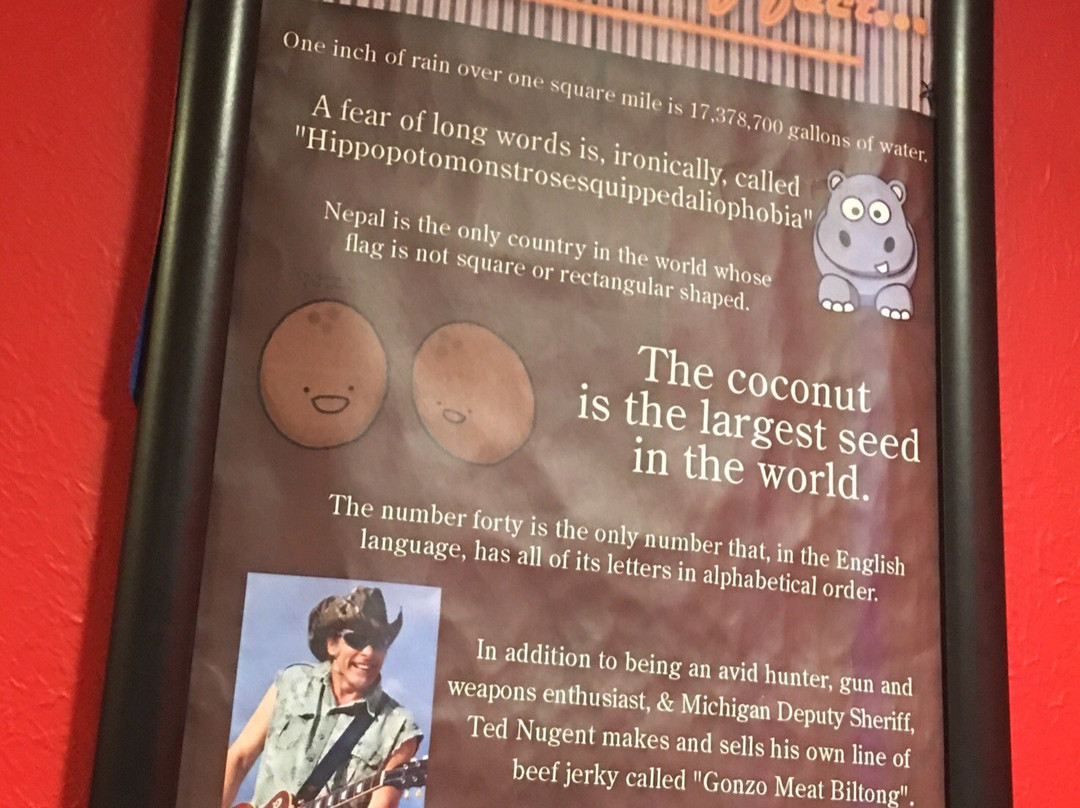 fact...
One inch of rain over one square mile is 17,378,700 gallons of water.
A fear of long words is, ironically, called
"Hippopotomonstrosesquippedaliophobia"
Nepal is the only country in the world whose
flag is not square or rectangular shaped.
The coconut
is the largest seed
in the world.
The number forty is the only number that, in the English
language, has all of its letters in alphabetical order.
In addition to being an avid hunter, gun and
weapons enthusiast, & Michigan Deputy Sheriff,
Ted Nugent makes and sells his own line of
beef jerky called "Gonzo Meat Biltong".